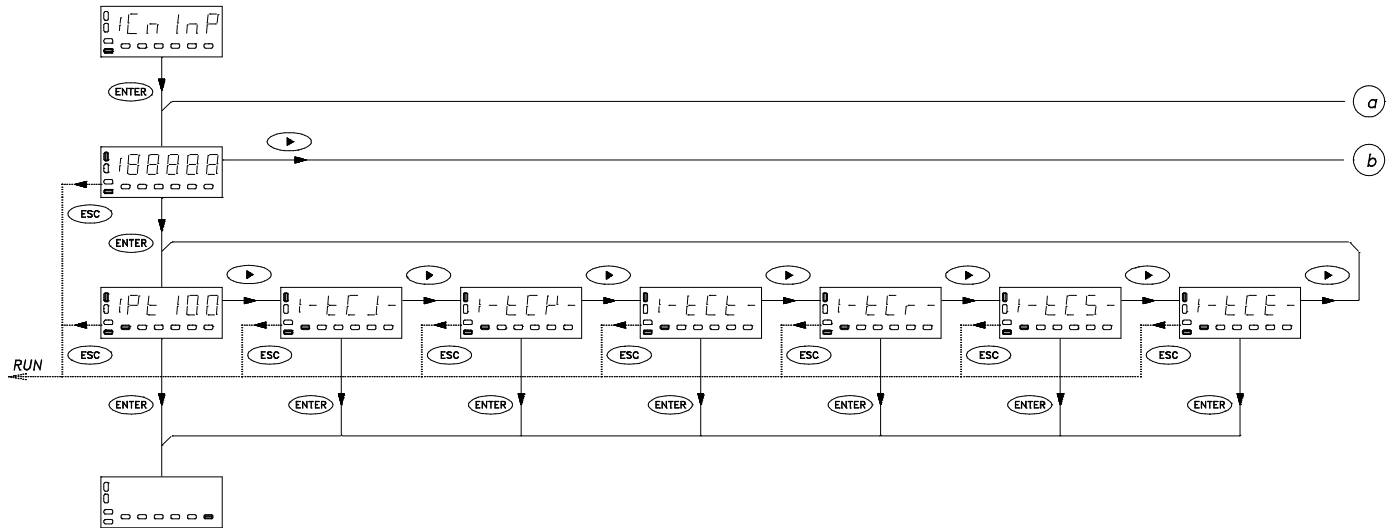 1Cn InP
ENTER
a
188888
b
ESC
ENTER
1Pt 100
1-tCJ-
1-tCK-
1-tCt-
1-tCr-
1-tCS-
1-tCE-
ESC
ESC
ESC
ESC
ESC
ESC
ESC
RUN
ENTER
ENTER
ENTER
ENTER
ENTER
ENTER
ENTER